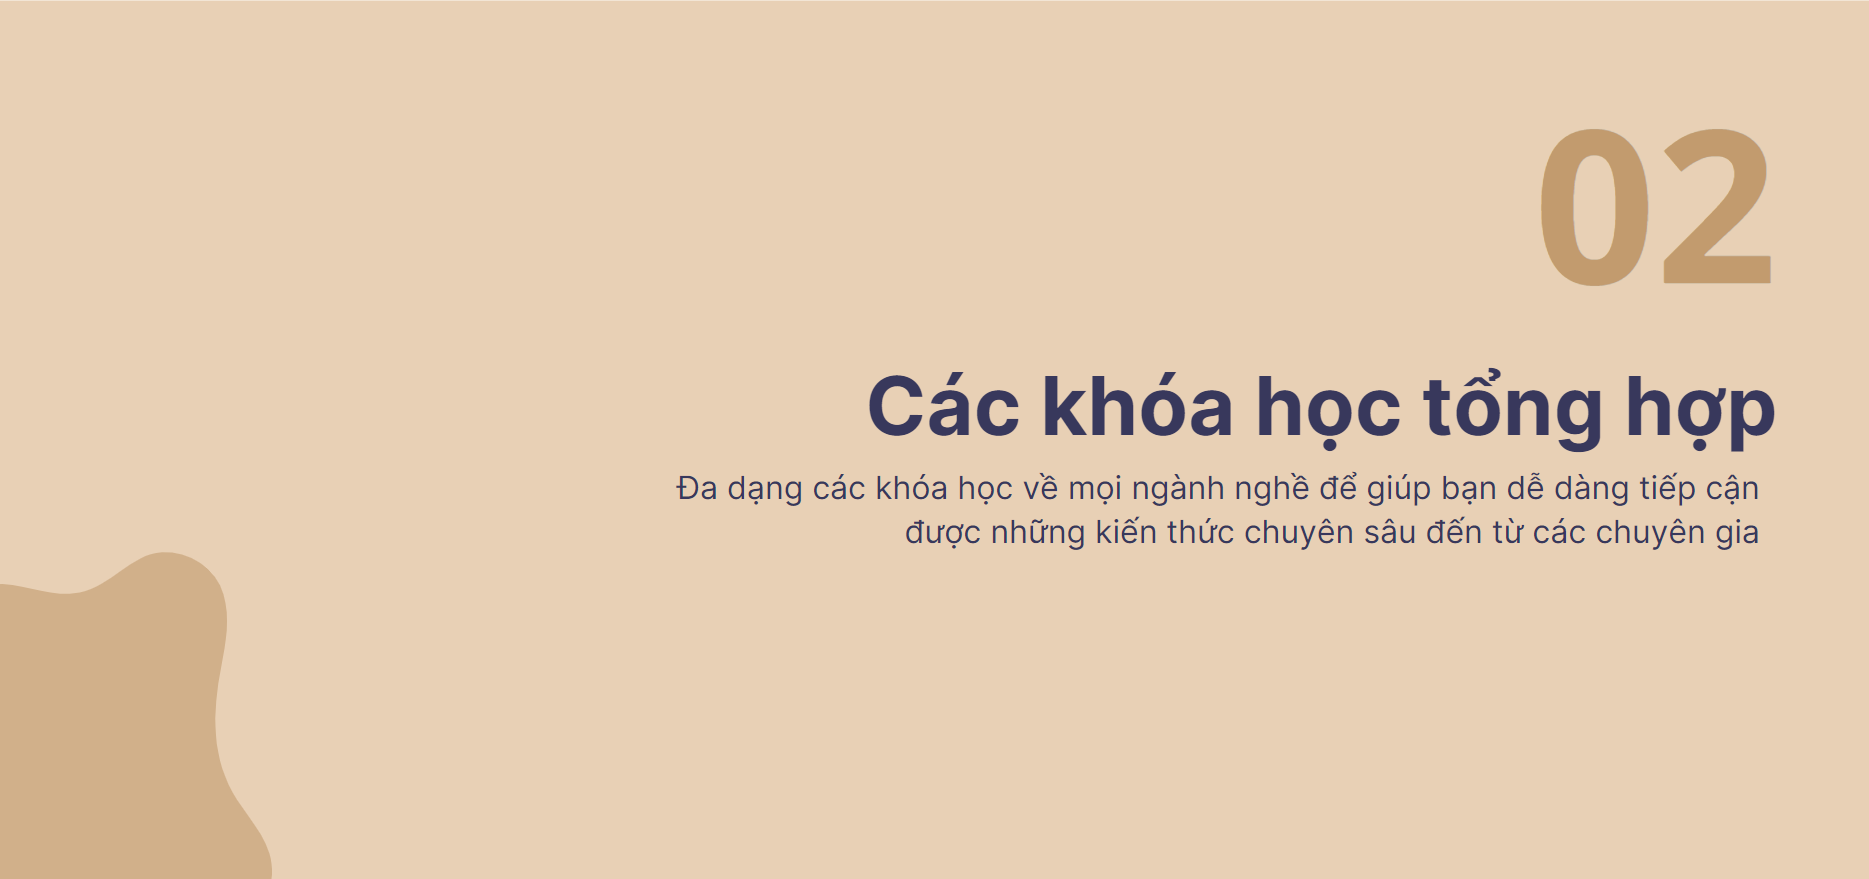 02
Các khóa học tổng hợp
Đa dạng các khóa học về mọi ngành nghề để giúp bạn dễ dàng tiếp cận
được những kiến thức chuyên sâu đến từ các chuyên gia